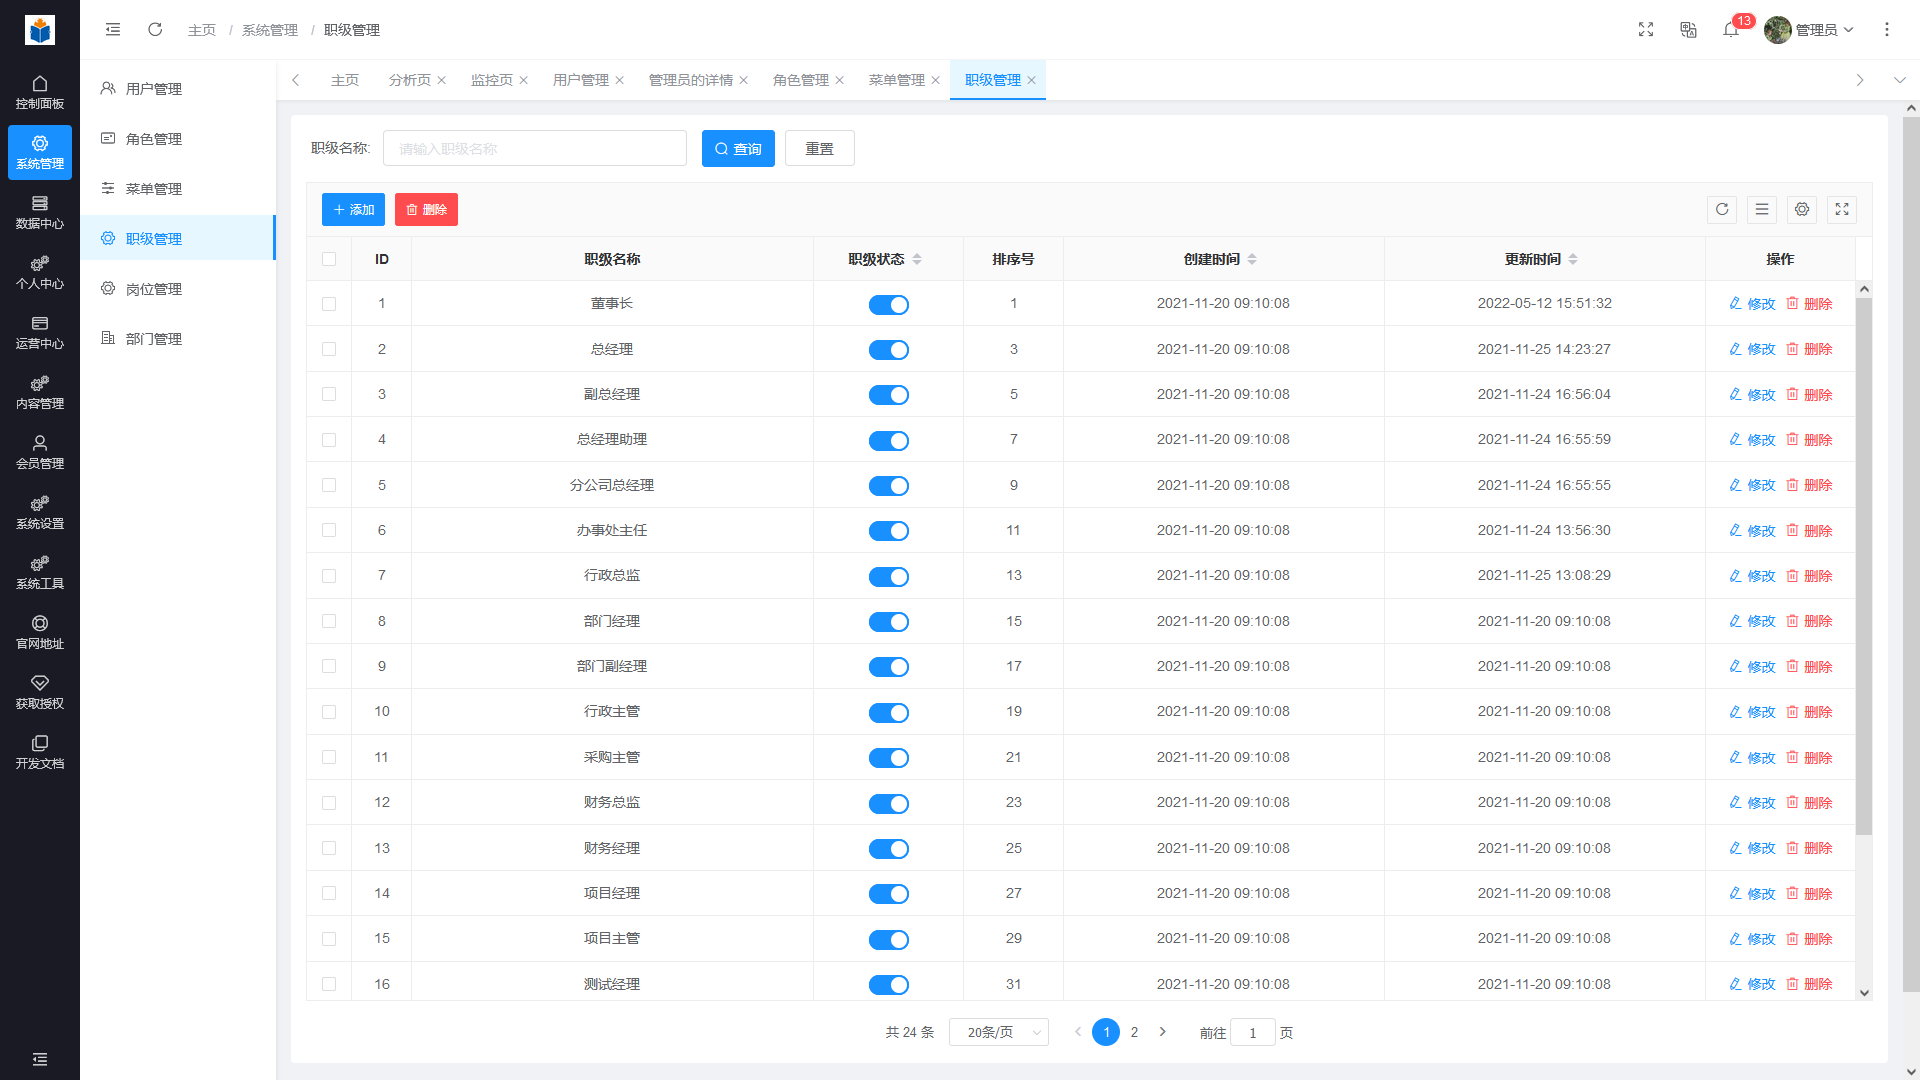 主页 / 系统管理 / 职级管理
13
管理员
控制面板
系统管理
数据中心
个人中心
运营中心
内容管理
会员管理
系统设置
系统工具
官网地址
获取授权
开发文档
用户管理
角色管理
菜单管理
职级管理
岗位管理
部门管理
主页 分析页 监控页 用户管理 管理员的详情 角色管理 菜单管理 职级管理
职级名称: 请输入职级名称 查询 重置
添加 删除
ID 职级名称 职级状态 排序号 创建时间 更新时间 操作
1 董事长 1 2021-11-20 09:10:08 2022-05-12 15:51:32 修改 删除
2 总经理 3 2021-11-20 09:10:08 2021-11-25 14:23:27 修改 删除
3 副总经理 5 2021-11-20 09:10:08 2021-11-24 16:56:04 修改 删除
4 总经理助理 7 2021-11-20 09:10:08 2021-11-24 16:55:59 修改 删除
5 分公司总经理 9 2021-11-20 09:10:08 2021-11-24 16:55:55 修改 删除
6 办事处主任 11 2021-11-20 09:10:08 2021-11-24 13:56:30 修改 删除
7 行政总监 13 2021-11-20 09:10:08 2021-11-25 13:08:29 修改 删除
8 部门经理 15 2021-11-20 09:10:08 2021-11-20 09:10:08 修改 删除
9 部门副经理 17 2021-11-20 09:10:08 2021-11-20 09:10:08 修改 删除
10 行政主管 19 2021-11-20 09:10:08 2021-11-20 09:10:08 修改 删除
11 采购主管 21 2021-11-20 09:10:08 2021-11-20 09:10:08 修改 删除
12 财务总监 23 2021-11-20 09:10:08 2021-11-20 09:10:08 修改 删除
13 财务经理 25 2021-11-20 09:10:08 2021-11-20 09:10:08 修改 删除
14 项目经理 27 2021-11-20 09:10:08 2021-11-20 09:10:08 修改 删除
15 项目主管 29 2021-11-20 09:10:08 2021-11-20 09:10:08 修改 删除
16 测试经理 31 2021-11-20 09:10:08 2021-11-20 09:10:08 修改 删除
共 24 条 20条/页 1 2 前往 1 页